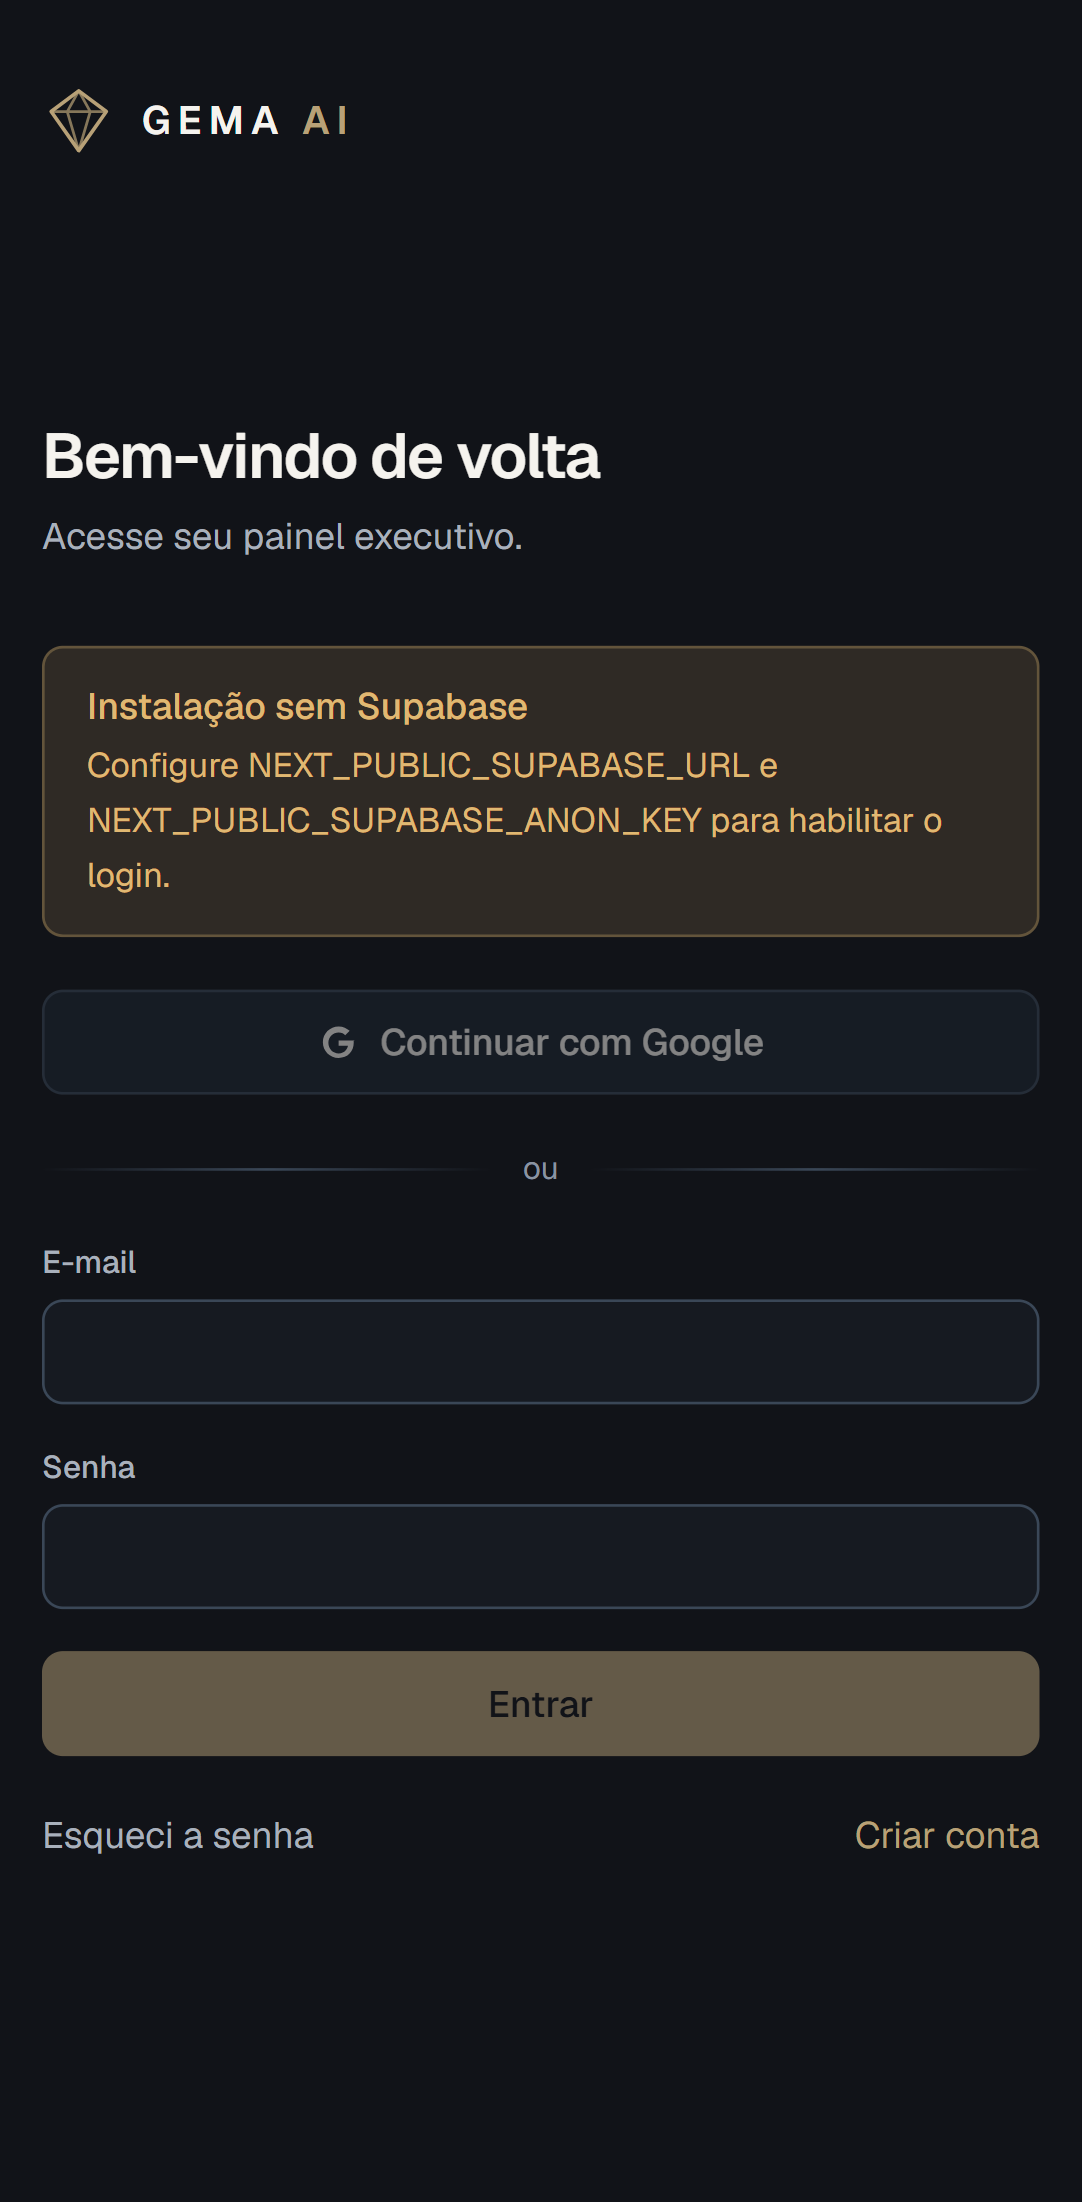 GEMA AI
Bem-vindo de volta
Acesse seu painel executivo.
Instalação sem Supabase
Configure NEXT_PUBLIC_SUPABASE_URL e
NEXT_PUBLIC_SUPABASE_ANON_KEY para habilitar o
login.
Continuar com Google
ou
E-mail
Senha
Entrar
Esqueci a senha
Criar conta